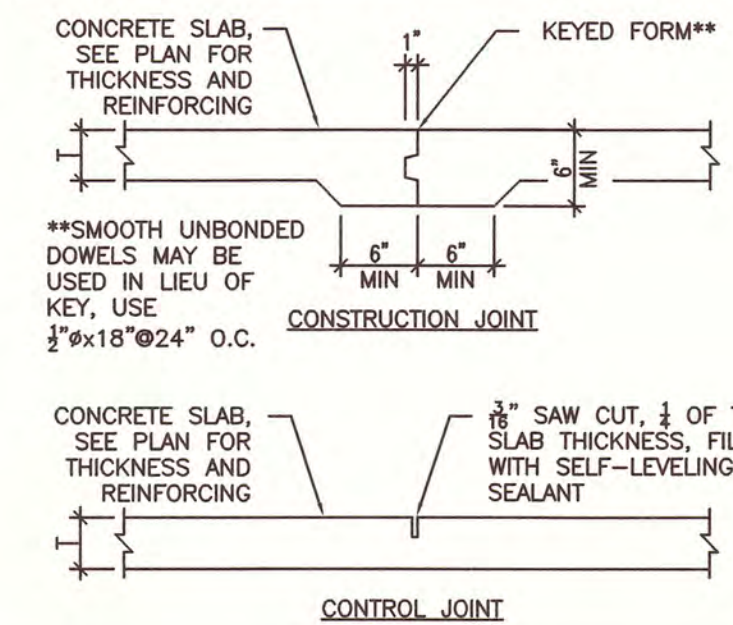 CONCRETE SLAB,
SEE PLAN FOR
THICKNESS AND
REINFORCING
1"
KEYED FORM**
T
6"
MIN
**SMOOTH UNBONDED
DOWELS MAY BE
USED IN LIEU OF
KEY, USE
½"øx18"@24" O.C.
6"
MIN
6"
MIN
CONSTRUCTION JOINT
CONCRETE SLAB,
SEE PLAN FOR
THICKNESS AND
REINFORCING
3/16" SAW CUT, ¼ OF
SLAB THICKNESS,
WITH SELF-LEVELING
SEALANT
T
CONTROL JOINT